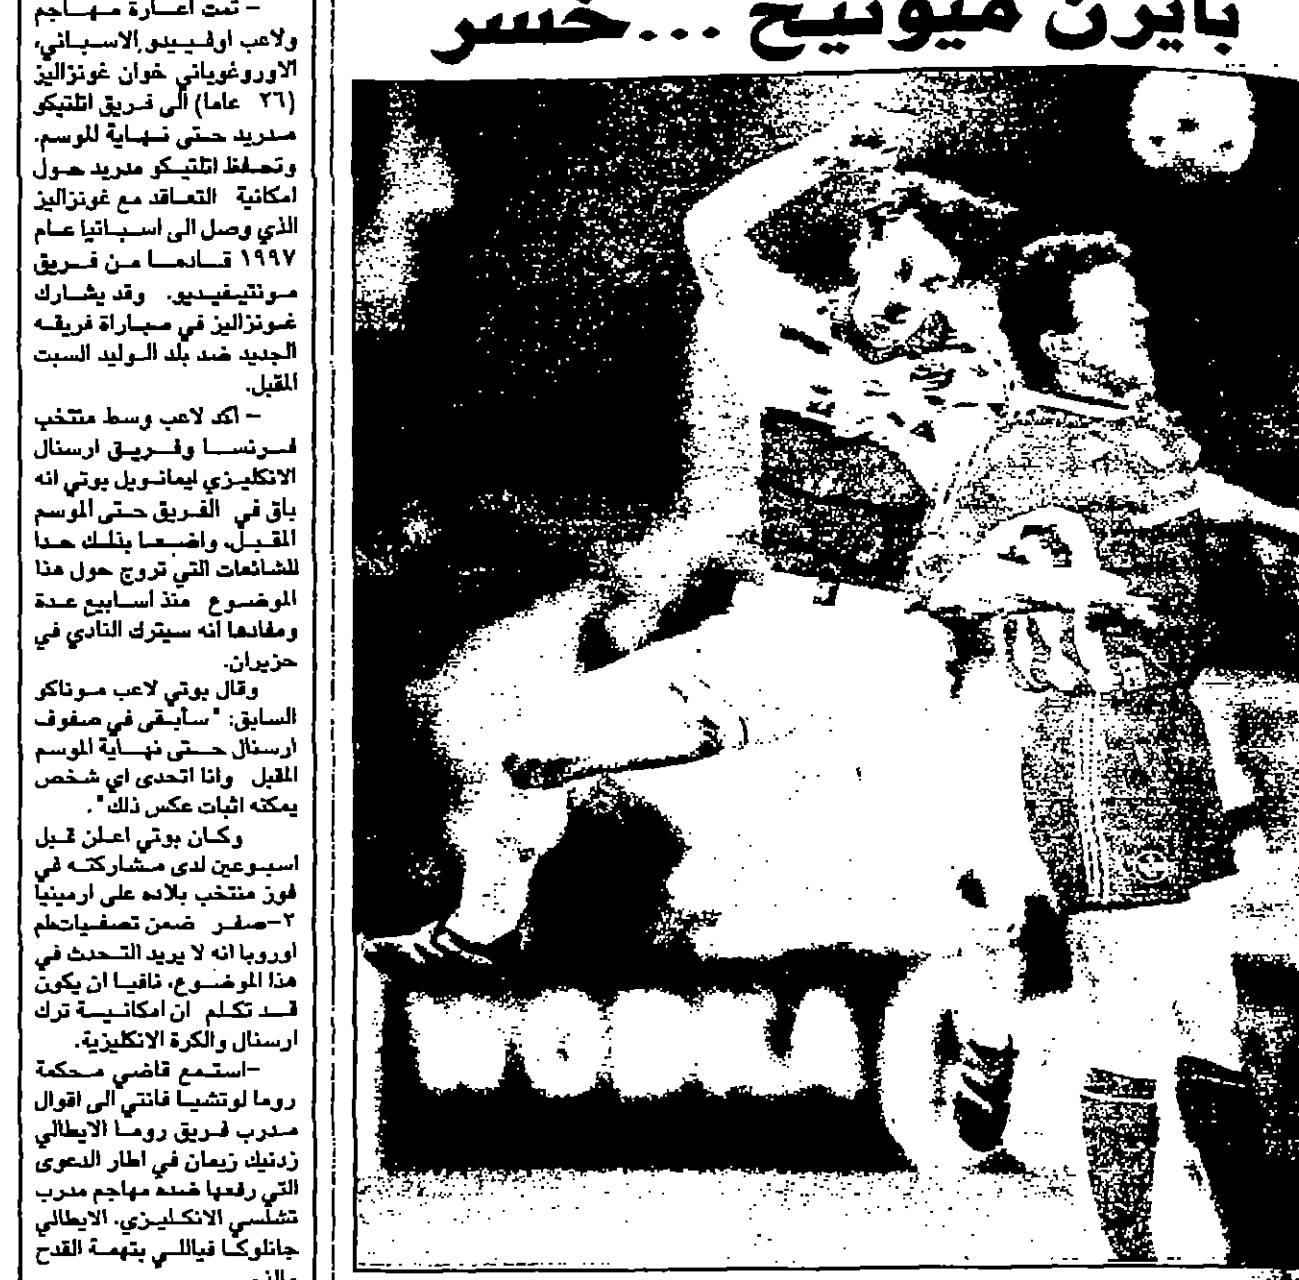 بايرن ميونيخ ...خسر
– تمت اعارة مهاجم
ولاعب اوفييدو الاسباني،
الاوروغوياني خوان غونزاليز
(٢٦ عاما) الى فريق اتلتيكو
مدريد حتى نهاية الموسم.
وتحفظ اتلتيكو مدريد حول
امكانية التعاقد مع غونزاليز
الذي وصل الى اسبانيا عام
١٩٩٧ قادما من فريق
مونتيفيديو. وقد يشارك
غونزاليز في مباراة فريقه
الجديد ضد بلد الوليد السبت
المقبل.
– اكد لاعب وسط منتخب
فرنسا وفريق ارسنال
الانكليزي ايمانويل بوتي انه
باق في الفريق حتى الموسم
المقبل، واضعا بذلك حدا
للشائعات التي تروج حول هذا
الموضوع منذ اسابيع عدة
ومفادها انه سيترك النادي في
حزيران.
وقال بوتي لاعب موناكو
السابق: "سأبقى في صفوف
ارسنال حتى نهاية الموسم
المقبل وانا اتحدى اي شخص
يمكنه اثبات عكس ذلك".
وكان بوتي اعلن قبل
اسبوعين لدى مشاركته في
فوز منتخب بلاده على ارمينيا
٢–صفر ضمن تصفيات
اوروبا انه لا يريد التحدث في
هذا الموضوع، نافيا ان يكون
قد تكلم ان امكانية ترك
ارسنال والكرة الانكليزية.
–استمع قاضي محكمة
روما لوتشيا فانتي الى اقوال
مدرب فريق روما الايطالي
زدنيك زيمان في اطار الدعوى
التي رفعها ضده مهاجم مدرب
تشلسي الانكليزي، الايطالي
جانلوكا فياللي بتهمة القدح